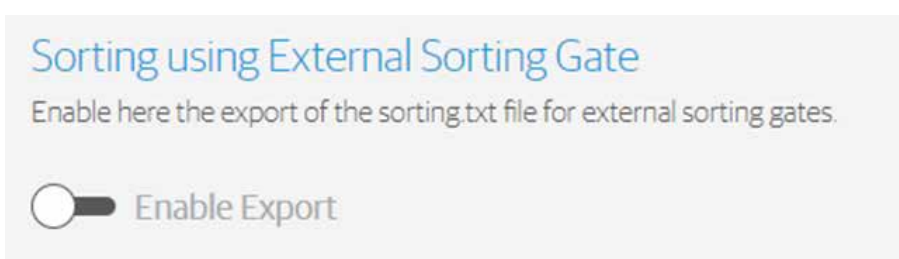 Sorting using External Sorting Gate
Enable here the export of the sorting.txt file for external sorting gates.
Enable Export